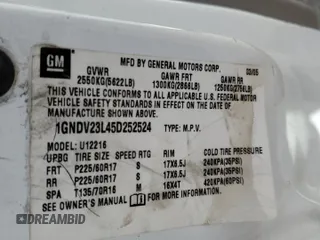 GM
MFD BY GENERAL MOTORS CORP.
03/05
GVWR GAWR FRT GAWR RR
2550KG(5622LB) 1300KG(2866LB) 1250KG(2756LB)
THIS VEHICLE CONFORMS TO ALL APPLICABLE U.S. FEDERAL MOTOR
VEHICLE SAFETY STANDARDS IN EFFECT ON THE DATE OF
MANUFACTURE SHOWN ABOVE.
1GNDV23L45D252524 TYPE: M.P.V.
MODEL: U12216
UPBG TIRE SIZE SPEED RTG RIM COLD TIRE PRESSURE
FRT P225/60R17 S 17X6.5J 240KPA(35PSI)
RR P225/60R17 S 17X6.5J 240KPA(35PSI)
SPA T135/70R16 M 16X4T 420KPA(60PSI)
SEE OWNER'S MANUAL FOR MORE INFORMATION.
AUTOBIDCAR